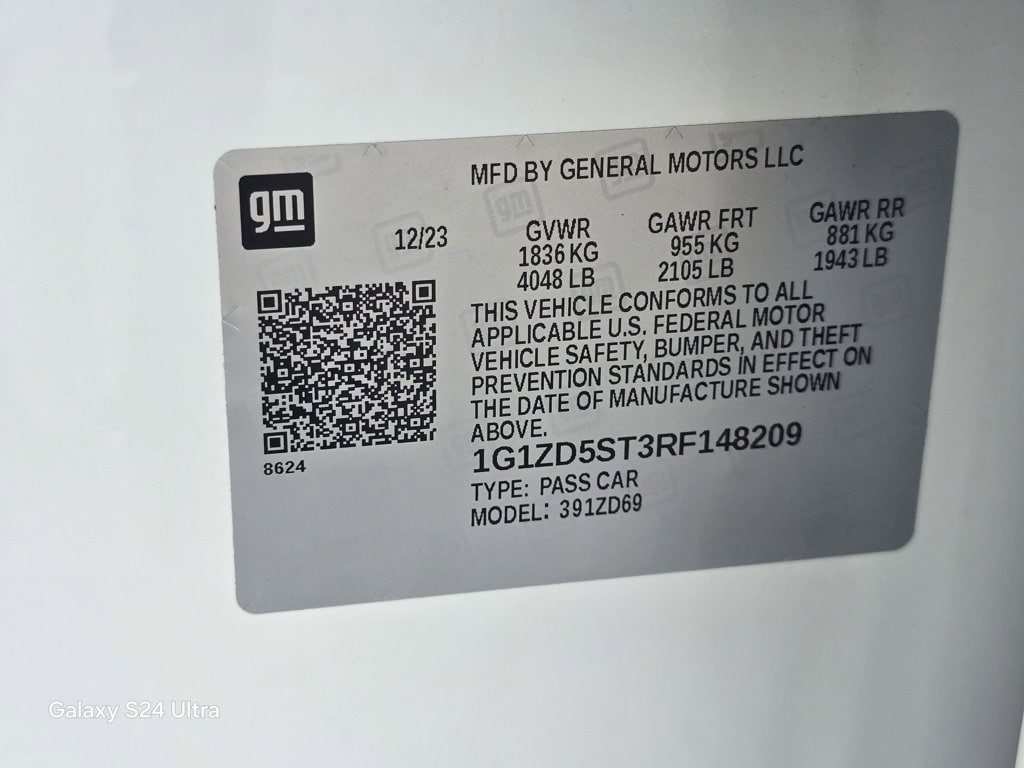 gm
MFD BY GENERAL MOTORS LLC
12/23
GVWR
1836 KG
4048 LB
GAWR FRT
955 KG
2105 LB
GAWR RR
881 KG
1943 LB
THIS VEHICLE CONFORMS TO ALL
APPLICABLE U.S. FEDERAL MOTOR
VEHICLE SAFETY, BUMPER, AND THEFT
PREVENTION STANDARDS IN EFFECT ON
THE DATE OF MANUFACTURE SHOWN
ABOVE.
1G1ZD5ST3RF148209
TYPE: PASS CAR
MODEL: 391ZD69
8624
Galaxy S24 Ultra